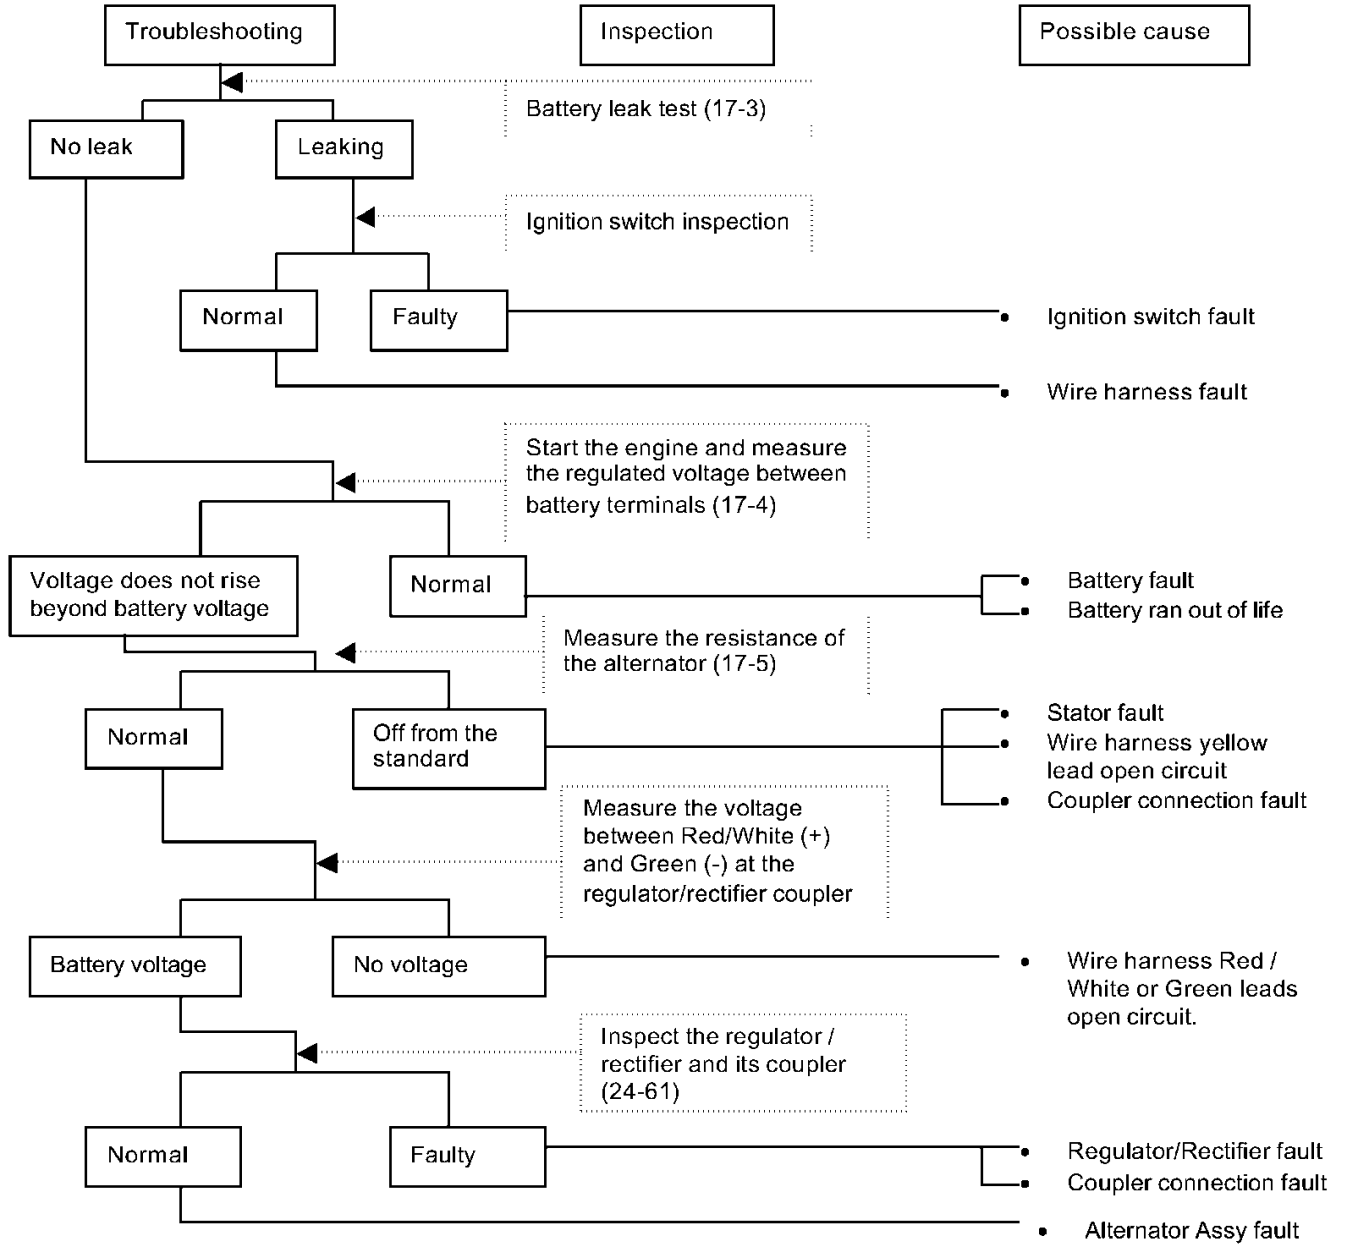 Troubleshooting
Inspection
Possible cause
Battery leak test (17-3)
No leak
Leaking
Ignition switch inspection
Normal
Faulty
Ignition switch fault
Wire harness fault
Start the engine and measure
the regulated voltage between
battery terminals (17-4)
Voltage does not rise
beyond battery voltage
Normal
Battery fault
Battery ran out of life
Measure the resistance of
the alternator (17-5)
Normal
Off from the
standard
Stator fault
Wire harness yellow
lead open circuit
Coupler connection fault
Measure the voltage
between Red/White (+)
and Green (-) at the
regulator/rectifier coupler
Battery voltage
No voltage
Wire harness Red /
White or Green leads
open circuit.
Inspect the regulator /
rectifier and its coupler
(24-61)
Normal
Faulty
Regulator/Rectifier fault
Coupler connection fault
Alternator Assy fault